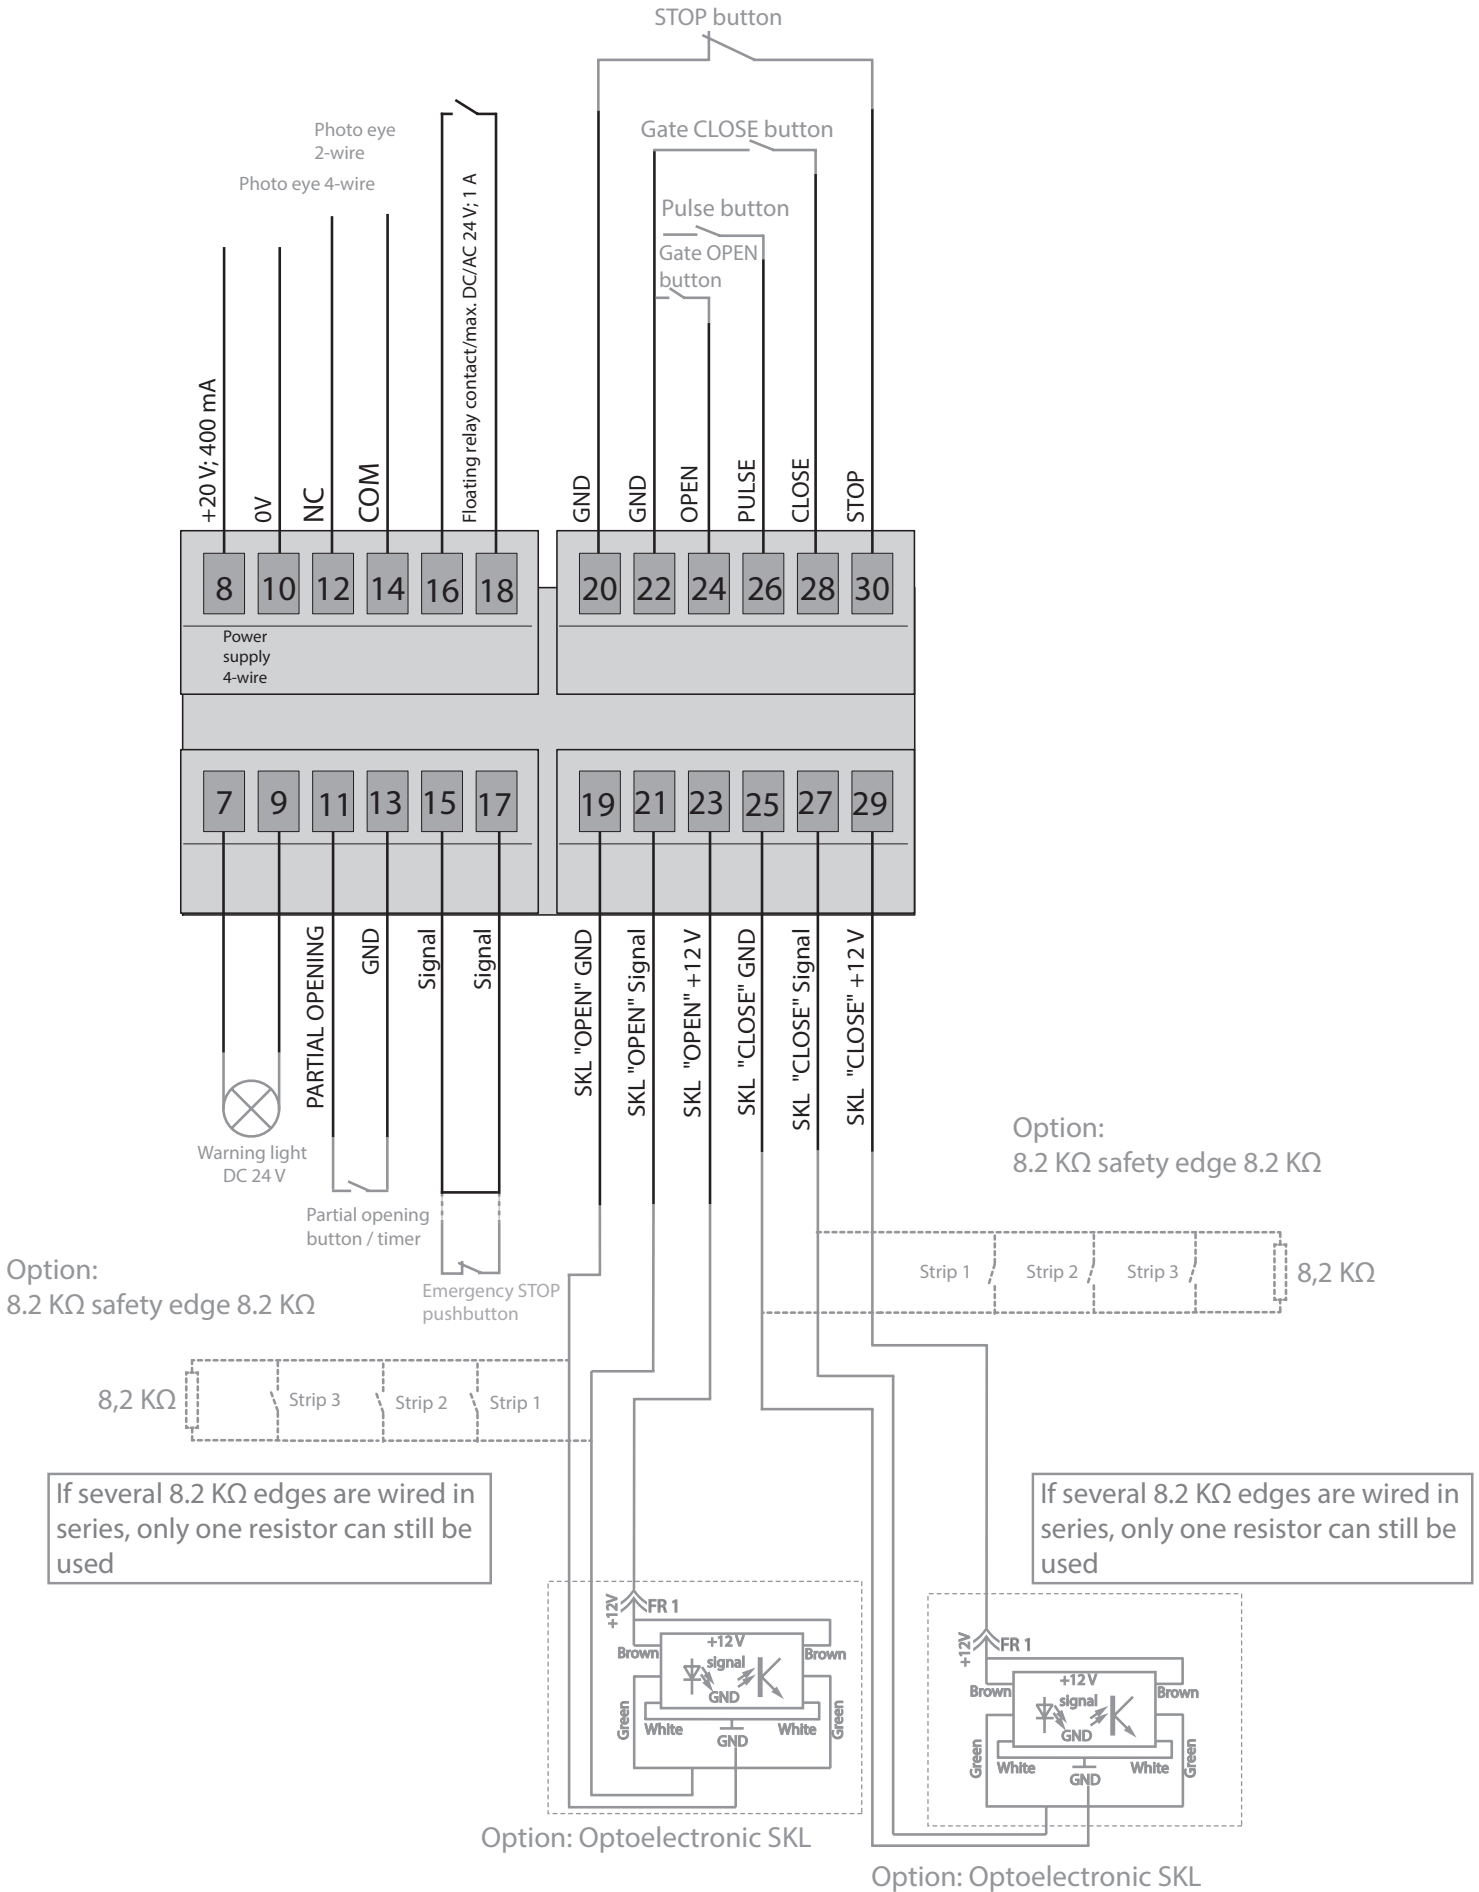 STOP button
Gate CLOSE button
Photo eye
2-wire
Photo eye 4-wire
Pulse button
Gate OPEN
button
+20 V; 400 mA
0V
NC
COM
Floating relay contact/max. DC/AC 24 V; 1 A
GND
GND
OPEN
PULSE
CLOSE
STOP
8 10 12 14 16 18 20 22 24 26 28 30
Power
supply
4-wire
7 9 11 13 15 17 19 21 23 25 27 29
PARTIAL OPENING
GND
Signal
Signal
SKL "OPEN" GND
SKL "OPEN" Signal
SKL "OPEN" +12 V
SKL "CLOSE" GND
SKL "CLOSE" Signal
SKL "CLOSE" +12 V
Warning light
DC 24 V
Partial opening
button / timer
Emergency STOP
pushbutton
Option:
8.2 KΩ safety edge 8.2 KΩ
Strip 1 Strip 2 Strip 3 8,2 KΩ
Option:
8.2 KΩ safety edge 8.2 KΩ
8,2 KΩ Strip 3 Strip 2 Strip 1
If several 8.2 KΩ edges are wired in
series, only one resistor can still be
used
If several 8.2 KΩ edges are wired in
series, only one resistor can still be
used
+12V
FR 1
Brown
+12 V
Brown
signal
GND
Green
White
White
Green
GND
Option: Optoelectronic SKL
+12V
FR 1
Brown
+12 V
Brown
signal
GND
Green
White
White
Green
GND
Option: Optoelectronic SKL